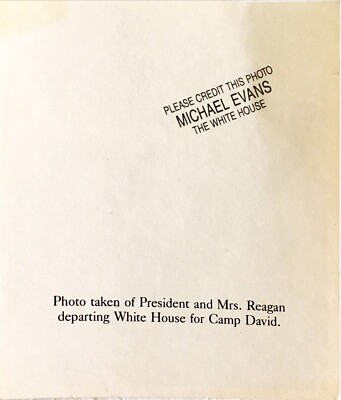 PLEASE CREDIT THIS PHOTO
MICHAEL EVANS
THE WHITE HOUSE
Photo taken of President and Mrs. Reagan
departing White House for Camp David.